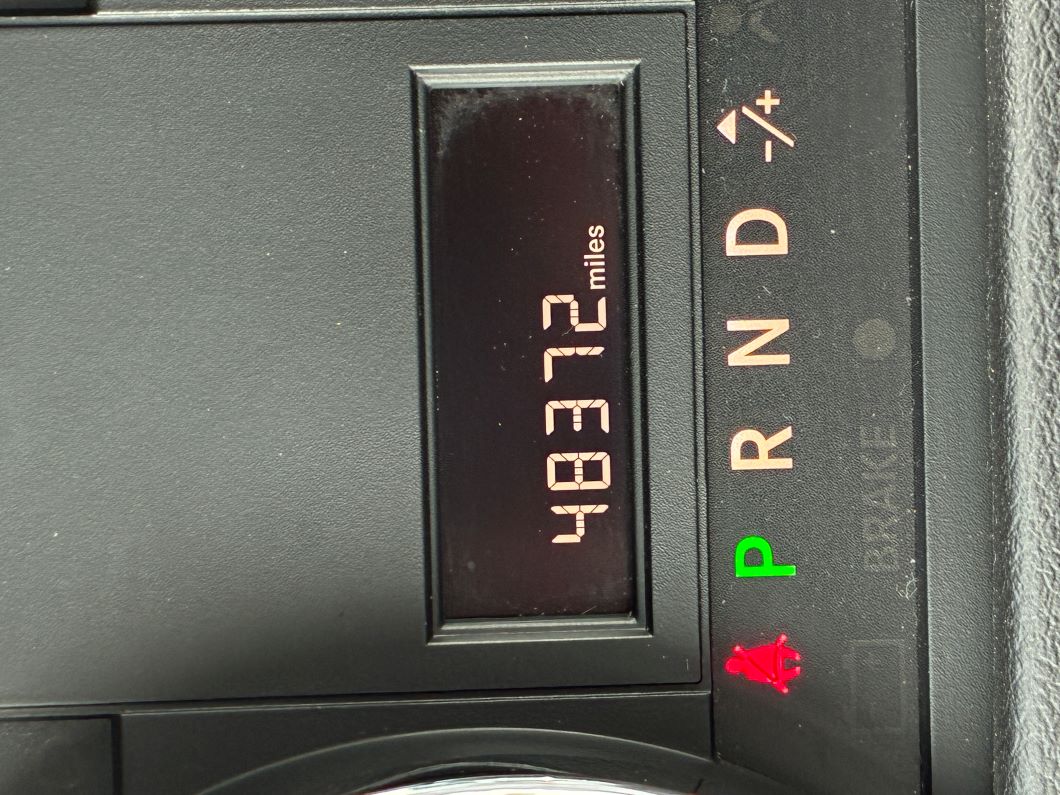 48372 miles
P R N D -/+
BRAKE